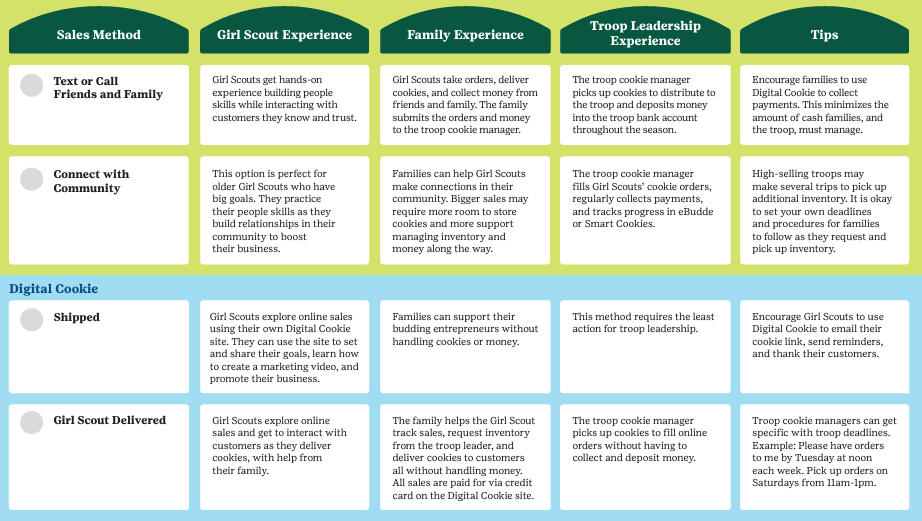 Sales Method
Girl Scout Experience
Family Experience
Troop Leadership
Experience
Tips
Text or Call
Friends and Family
Girl Scouts get hands-on
experience building people
skills while interacting with
customers they know and trust.
Girl Scouts take orders, deliver
cookies, and collect money from
friends and family. The family
submits the orders and money
to the troop cookie manager.
The troop cookie manager
picks up cookies to distribute to
the troop and deposits money
into the troop bank account
throughout the season.
Encourage families to use
Digital Cookie to collect
payments. This minimizes the
amount of cash families, and
the troop, must manage.
Connect with
Community
This option is perfect for
older Girl Scouts who have
big goals. They practice
their people skills as they
build relationships in their
community to boost
their business.
Families can help Girl Scouts
make connections in their
community. Bigger sales may
require more room to store
cookies and more support
managing inventory and
money along the way.
The troop cookie manager
fills Girl Scouts' cookie orders,
regularly collects payments,
and tracks progress in eBudde
or Smart Cookies.
High-selling troops may
make several trips to pick up
additional inventory. It is okay
to set your own deadlines
and procedures for families
to follow as they request and
pick up inventory.
Digital Cookie
Shipped
Girl Scouts explore online sales
using their own Digital Cookie
site. They can use the site to set
and share their goals, learn how
to create a marketing video, and
promote their business.
Families can support their
budding entrepreneurs without
handling cookies or money.
This method requires the least
action for troop leadership.
Encourage Girl Scouts to use
Digital Cookie to email their
cookie link, send reminders,
and thank their customers.
Girl Scout Delivered
Girl Scouts explore online
sales and get to interact with
customers as they deliver
cookies, with help from
their family.
The family helps the Girl Scout
track sales, request inventory
from the troop leader, and
deliver cookies to customers
all without handling money.
All sales are paid for via credit
card on the Digital Cookie site.
The troop cookie manager
picks up cookies to fill online
orders without having to
collect and deposit money.
Troop cookie managers can get
specific with troop deadlines.
Example: Please have orders
to me by Tuesday at noon
each week. Pick up orders on
Saturdays from 11am-1pm.